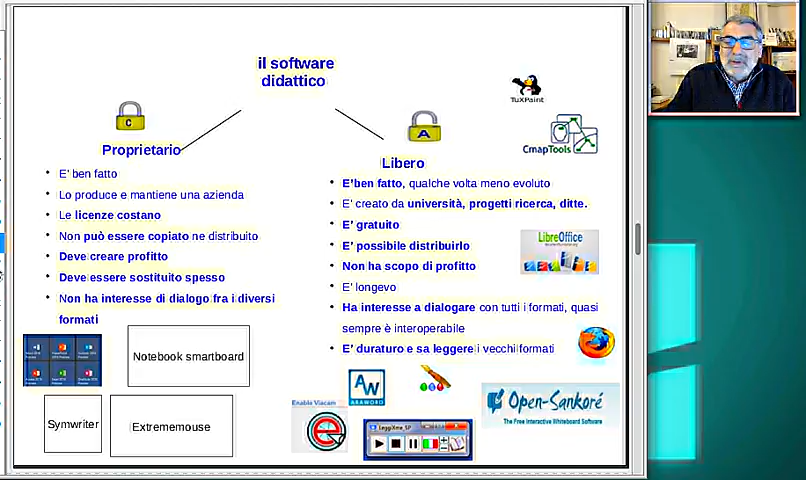 il software
didattico
C
Proprietario
E' ben fatto
Lo produce e mantiene una azienda
Le licenze costano
Non può essere copiato ne distribuito
Deve creare profitto
Deve essere sostituito spesso
Non ha interesse di dialogo fra i diversi
formati
Notebook smartboard
Symwriter
Extrememouse
TUXPAINT
A
CmapTools
Libero
E'ben fatto, qualche volta meno evoluto
E' creato da università, progetti ricerca, ditte.
E' gratuito
E' possibile distribuirlo
Non ha scopo di profitto
E' longevo
Ha interesse a dialogare con tutti i formati, quasi
sempre è interoperabile
E' duraturo e sa leggere i vecchi formati
LibreOffice
AW
ARAWORD
Enable Viacam
e
LeggiXme_SP
Open-Sankoré
The Free Interactive Whiteboard Software